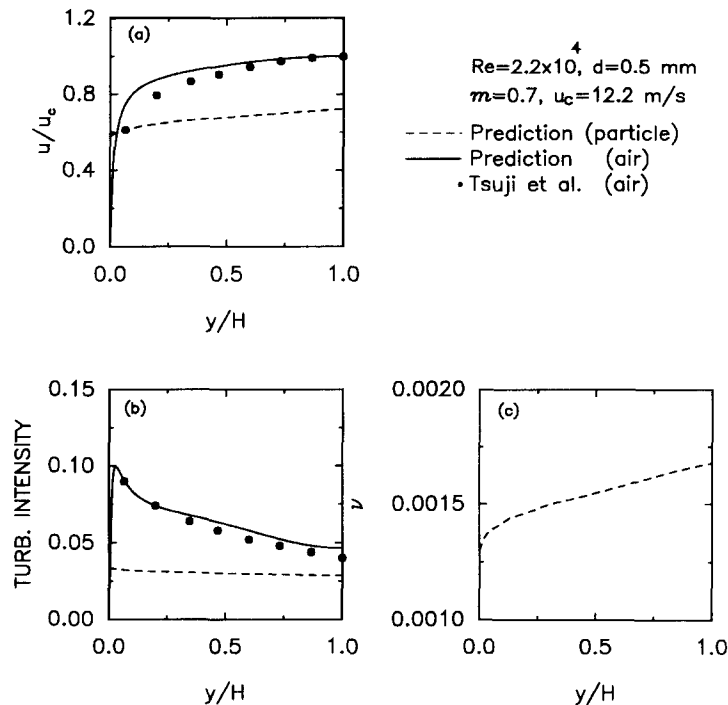 1.2
(a)
0.8
u/u_c
0.4
0.0
0.0
0.5
1.0
y/H
4
Re=2.2x10 , d=0.5 mm
m=0.7, u_c=12.2 m/s
Prediction (particle)
Prediction (air)
Tsuji et al. (air)
0.15
(b)
0.10
TURB. INTENSITY
0.05
0.00
0.0
0.5
1.0
y/H
0.0020
(c)
ν
0.0015
0.0010
0.0
0.5
1.0
y/H